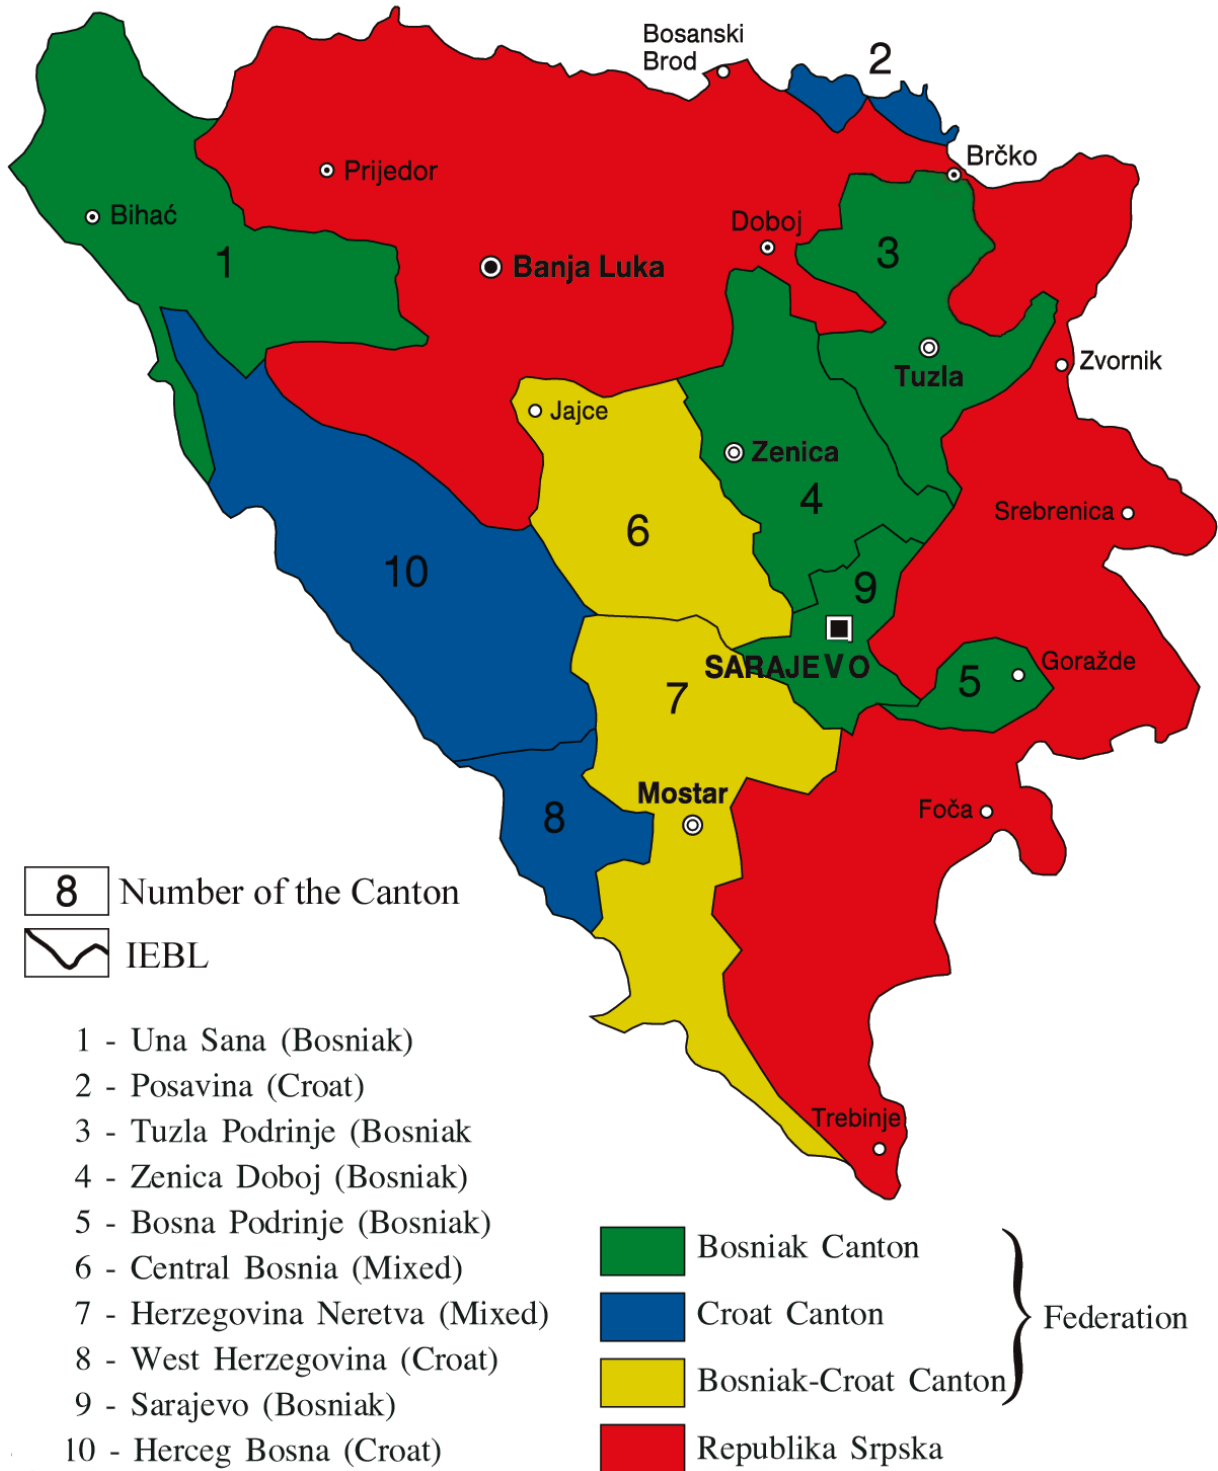 Bosanski
Brod
2
Brčko
Prijedor
Bihać
Doboj
1
3
Banja Luka
Zvornik
Tuzla
Jajce
Zenica
4
Srebrenica
6
10
9
SARAJEVO
Goražde
5
7
Mostar
Foča
8
8 Number of the Canton
IEBL
Trebinje
1 - Una Sana (Bosniak)
2 - Posavina (Croat)
3 - Tuzla Podrinje (Bosniak
4 - Zenica Doboj (Bosniak)
5 - Bosna Podrinje (Bosniak)
6 - Central Bosnia (Mixed)
7 - Herzegovina Neretva (Mixed)
8 - West Herzegovina (Croat)
9 - Sarajevo (Bosniak)
10 - Herceg Bosna (Croat)
Bosniak Canton
Croat Canton
Federation
Bosniak-Croat Canton
Republika Srpska